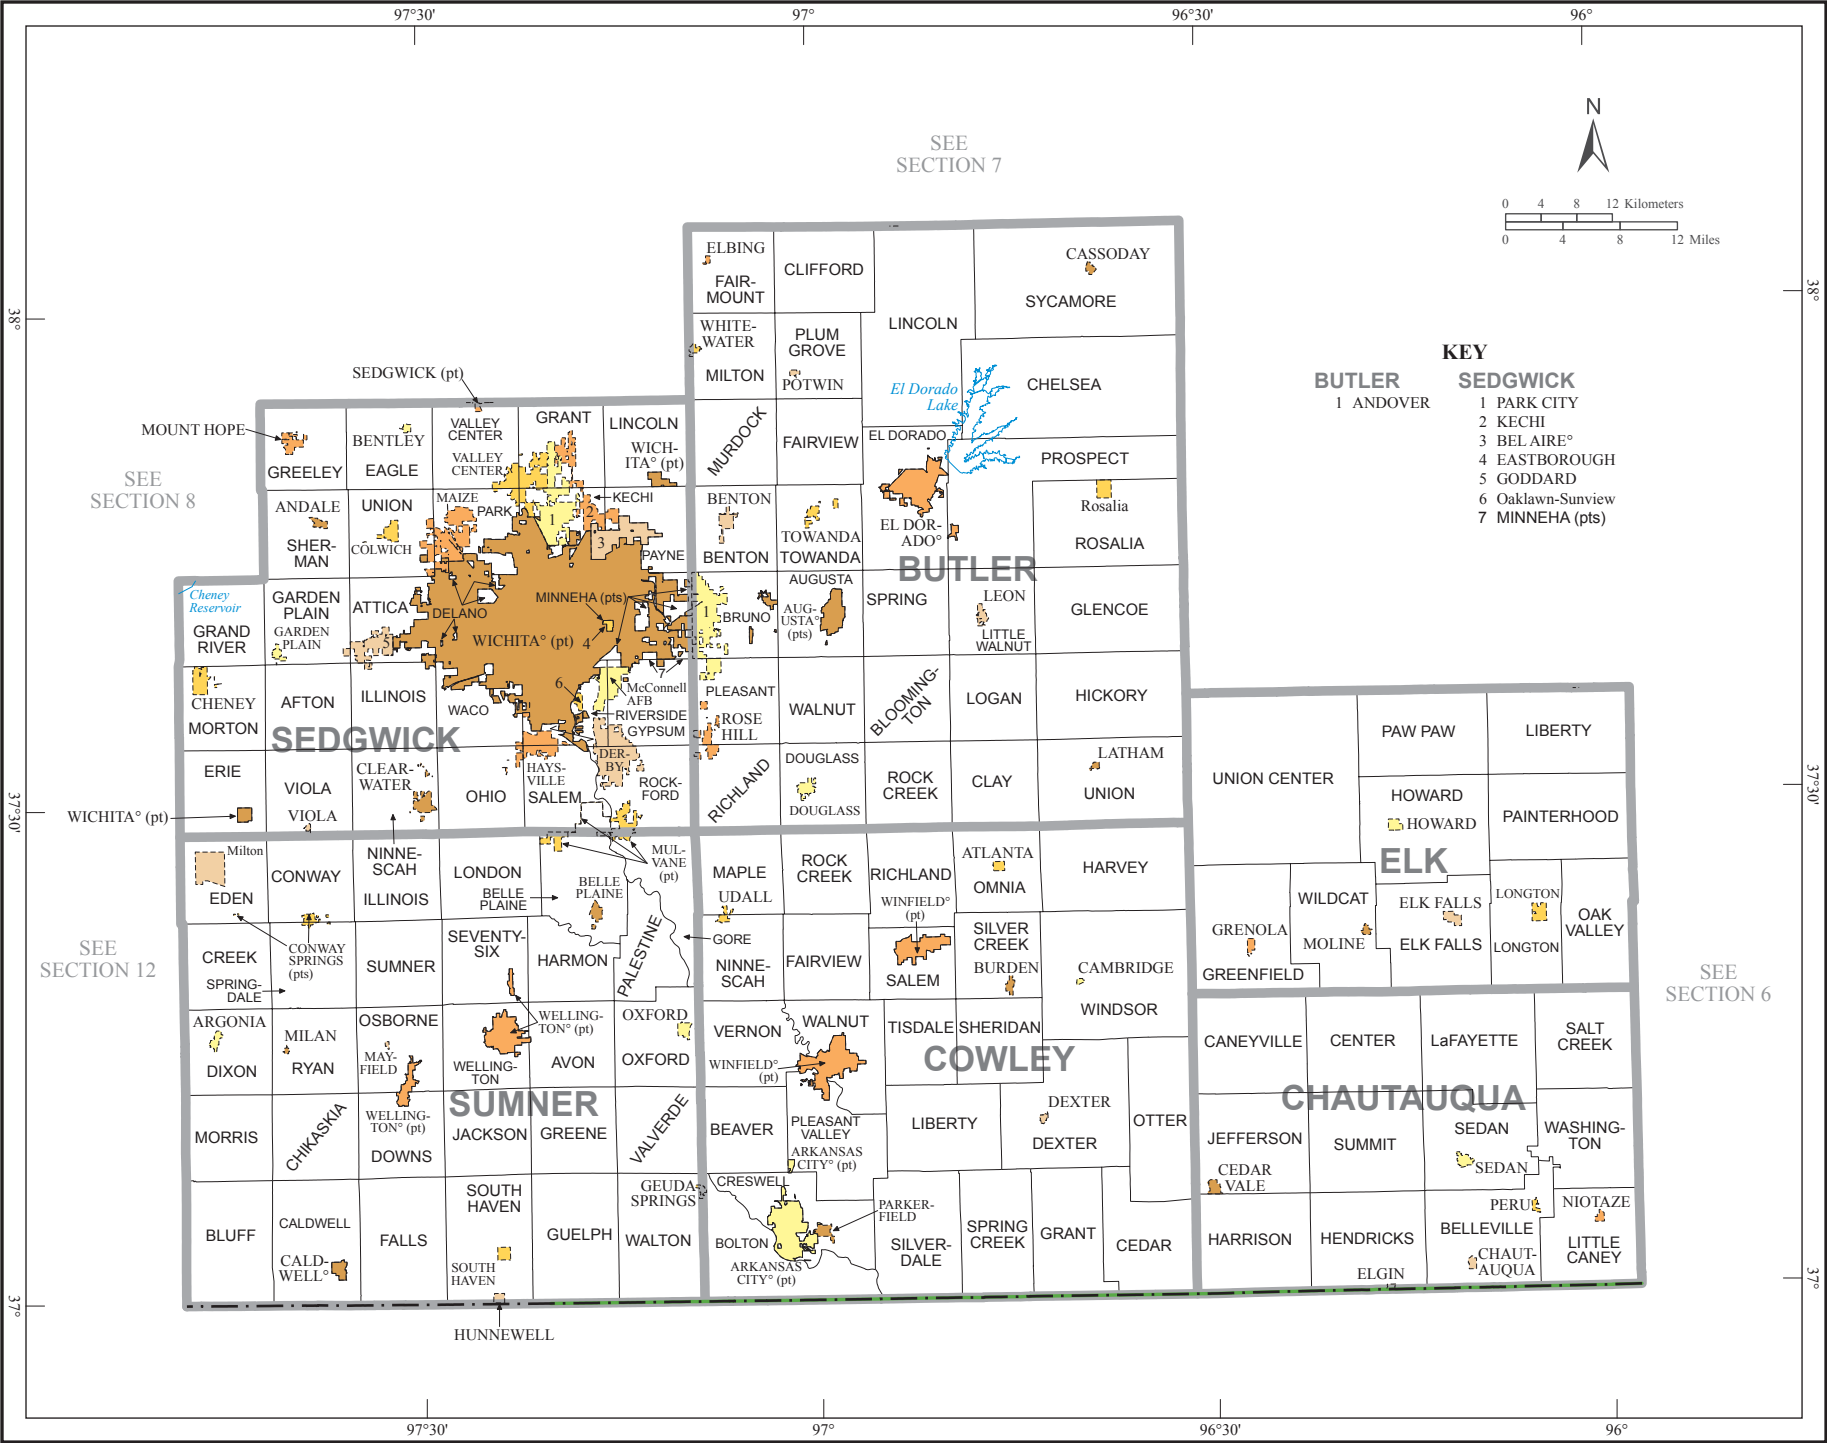 97°30'
97°
96°30'
96°
N
SEE
SECTION 7
0 4 8 12 Kilometers
0 4 8 12 Miles
38°
38°
KEY
BUTLER
1 ANDOVER
SEDGWICK
1 PARK CITY
2 KECHI
3 BEL AIRE°
4 EASTBOROUGH
5 GODDARD
6 Oaklawn-Sunview
7 MINNEHA (pts)
ELBING
FAIR-
MOUNT
CLIFFORD
CASSODAY
SYCAMORE
LINCOLN
WHITE-
WATER
MILTON
PLUM
GROVE
POTWIN
El Dorado
Lake
CHELSEA
MURDOCK
FAIRVIEW
EL DORADO
PROSPECT
BENTON
BENTON
TOWANDA
TOWANDA
EL DOR-
ADO°
Rosalia
ROSALIA
BUTLER
1
BRUNO
AUGUSTA
AUG-
USTA°
(pts)
SPRING
LEON
LITTLE
WALNUT
GLENCOE
PLEASANT
ROSE
HILL
WALNUT
BLOOMING-
TON
LOGAN
HICKORY
RICHLAND
DOUGLASS
DOUGLASS
ROCK
CREEK
CLAY
LATHAM
UNION
SEDGWICK (pt)
MOUNT HOPE
GREELEY
BENTLEY
EAGLE
VALLEY
CENTER
VALLEY
CENTER
GRANT
LINCOLN
WICH-
ITA° (pt)
SEE
SECTION 8
ANDALE
SHER-
MAN
UNION
COLWICH
MAIZE
PARK
KECHI
1
2
3
PAYNE
Cheney
Reservoir
GRAND
RIVER
GARDEN
PLAIN
GARDEN
PLAIN
ATTICA
5
DELANO
MINNEHA (pts)
WICHITA° (pt)
4
7
6
McConnell
AFB
RIVERSIDE
GYPSUM
CHENEY
MORTON
AFTON
ILLINOIS
WACO
SEDGWICK
ERIE
VIOLA
VIOLA
CLEAR-
WATER
OHIO
HAYS-
VILLE
SALEM
DER-
BY
ROCK-
FORD
WICHITA° (pt)
37°30'
37°30'
Milton
EDEN
CONWAY
NINNE-
SCAH
ILLINOIS
LONDON
BELLE
PLAINE
BELLE
PLAINE
MUL-
VANE
(pt)
SEE
SECTION 12
CREEK
SPRING-
DALE
CONWAY
SPRINGS
(pts)
SUMNER
SEVENTY-
SIX
HARMON
PALESTINE
GORE
ARGONIA
DIXON
MILAN
RYAN
OSBORNE
MAY-
FIELD
WELLING-
TON
WELLING-
TON° (pt)
AVON
OXFORD
OXFORD
SUMNER
MORRIS
CHIKASKIA
WELLING-
TON° (pt)
DOWNS
JACKSON
GREENE
VALVERDE
BLUFF
CALDWELL
CALD-
WELL°
FALLS
SOUTH
HAVEN
SOUTH
HAVEN
GUELPH
GEUDA
SPRINGS
WALTON
HUNNEWELL
MAPLE
UDALL
ROCK
CREEK
RICHLAND
WINFIELD°
(pt)
ATLANTA
OMNIA
HARVEY
NINNE-
SCAH
FAIRVIEW
SALEM
SILVER
CREEK
BURDEN
CAMBRIDGE
WINDSOR
VERNON
WALNUT
TISDALE
SHERIDAN
WINFIELD°
(pt)
COWLEY
BEAVER
PLEASANT
VALLEY
ARKANSAS
CITY° (pt)
LIBERTY
DEXTER
DEXTER
OTTER
CRESWELL
BOLTON
ARKANSAS
CITY° (pt)
PARKER-
FIELD
SILVER-
DALE
SPRING
CREEK
GRANT
CEDAR
UNION CENTER
PAW PAW
LIBERTY
HOWARD
HOWARD
PAINTERHOOD
ELK
WILDCAT
GRENOLA
GREENFIELD
MOLINE
ELK FALLS
ELK FALLS
LONGTON
LONGTON
OAK
VALLEY
SEE
SECTION 6
CANEYVILLE
CENTER
LaFAYETTE
SALT
CREEK
CHAUTAUQUA
JEFFERSON
SUMMIT
SEDAN
SEDAN
WASHING-
TON
CEDAR
VALE
HARRISON
HENDRICKS
ELGIN
PERU
BELLEVILLE
CHAUT-
AUQUA
NIOTAZE
LITTLE
CANEY
37°
37°
97°30'
97°
96°30'
96°